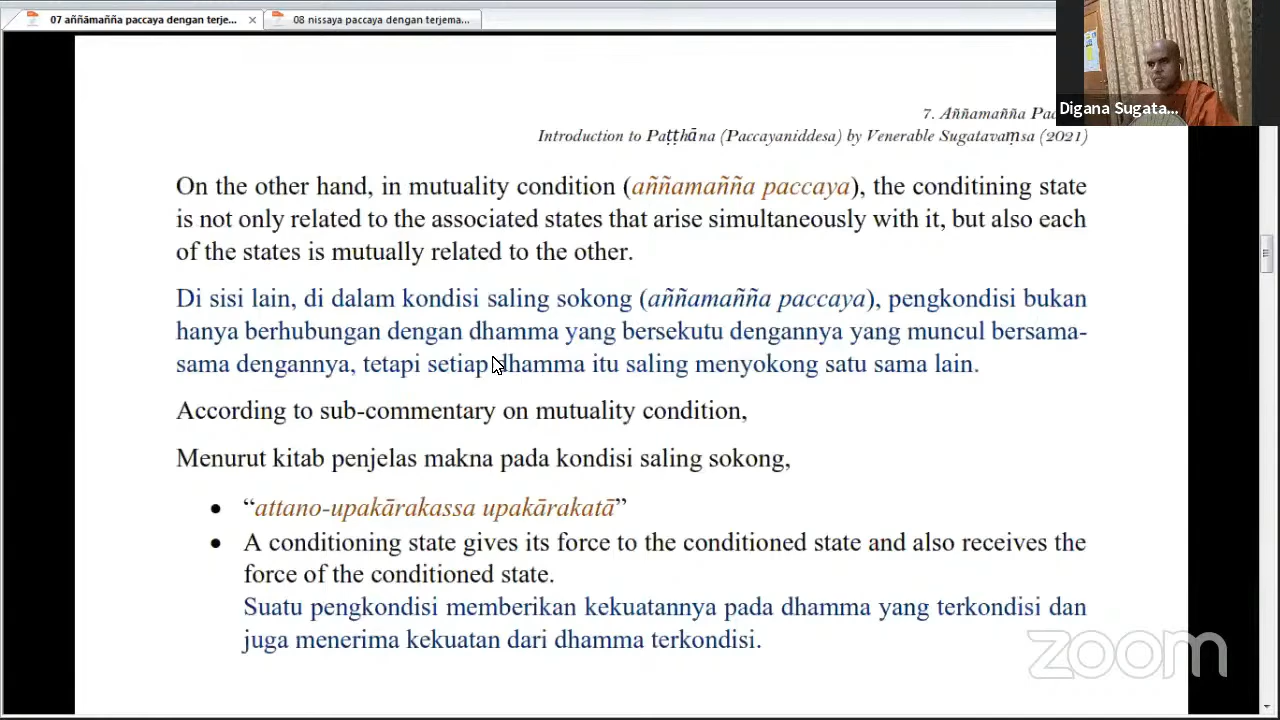 07 aññāmañña paccaya dengan terje...
08 nissaya paccaya dengan terjema...
Digana Sugata...
7. Aññamañña Pac
Introduction to Paṭṭhāna (Paccayaniddesa) by Venerable Sugatavaṃsa (2021)
On the other hand, in mutuality condition (aññamañña paccaya), the conditining state
is not only related to the associated states that arise simultaneously with it, but also each
of the states is mutually related to the other.
Di sisi lain, di dalam kondisi saling sokong (aññamañña paccaya), pengkondisi bukan
hanya berhubungan dengan dhamma yang bersekutu dengannya yang muncul bersama-
sama dengannya, tetapi setiap dhamma itu saling menyokong satu sama lain.
According to sub-commentary on mutuality condition,
Menurut kitab penjelas makna pada kondisi saling sokong,
• “attano-upakārakassa upakārakatā”
• A conditioning state gives its force to the conditioned state and also receives the
force of the conditioned state.
Suatu pengkondisi memberikan kekuatannya pada dhamma yang terkondisi dan
juga menerima kekuatan dari dhamma terkondisi.
zoom